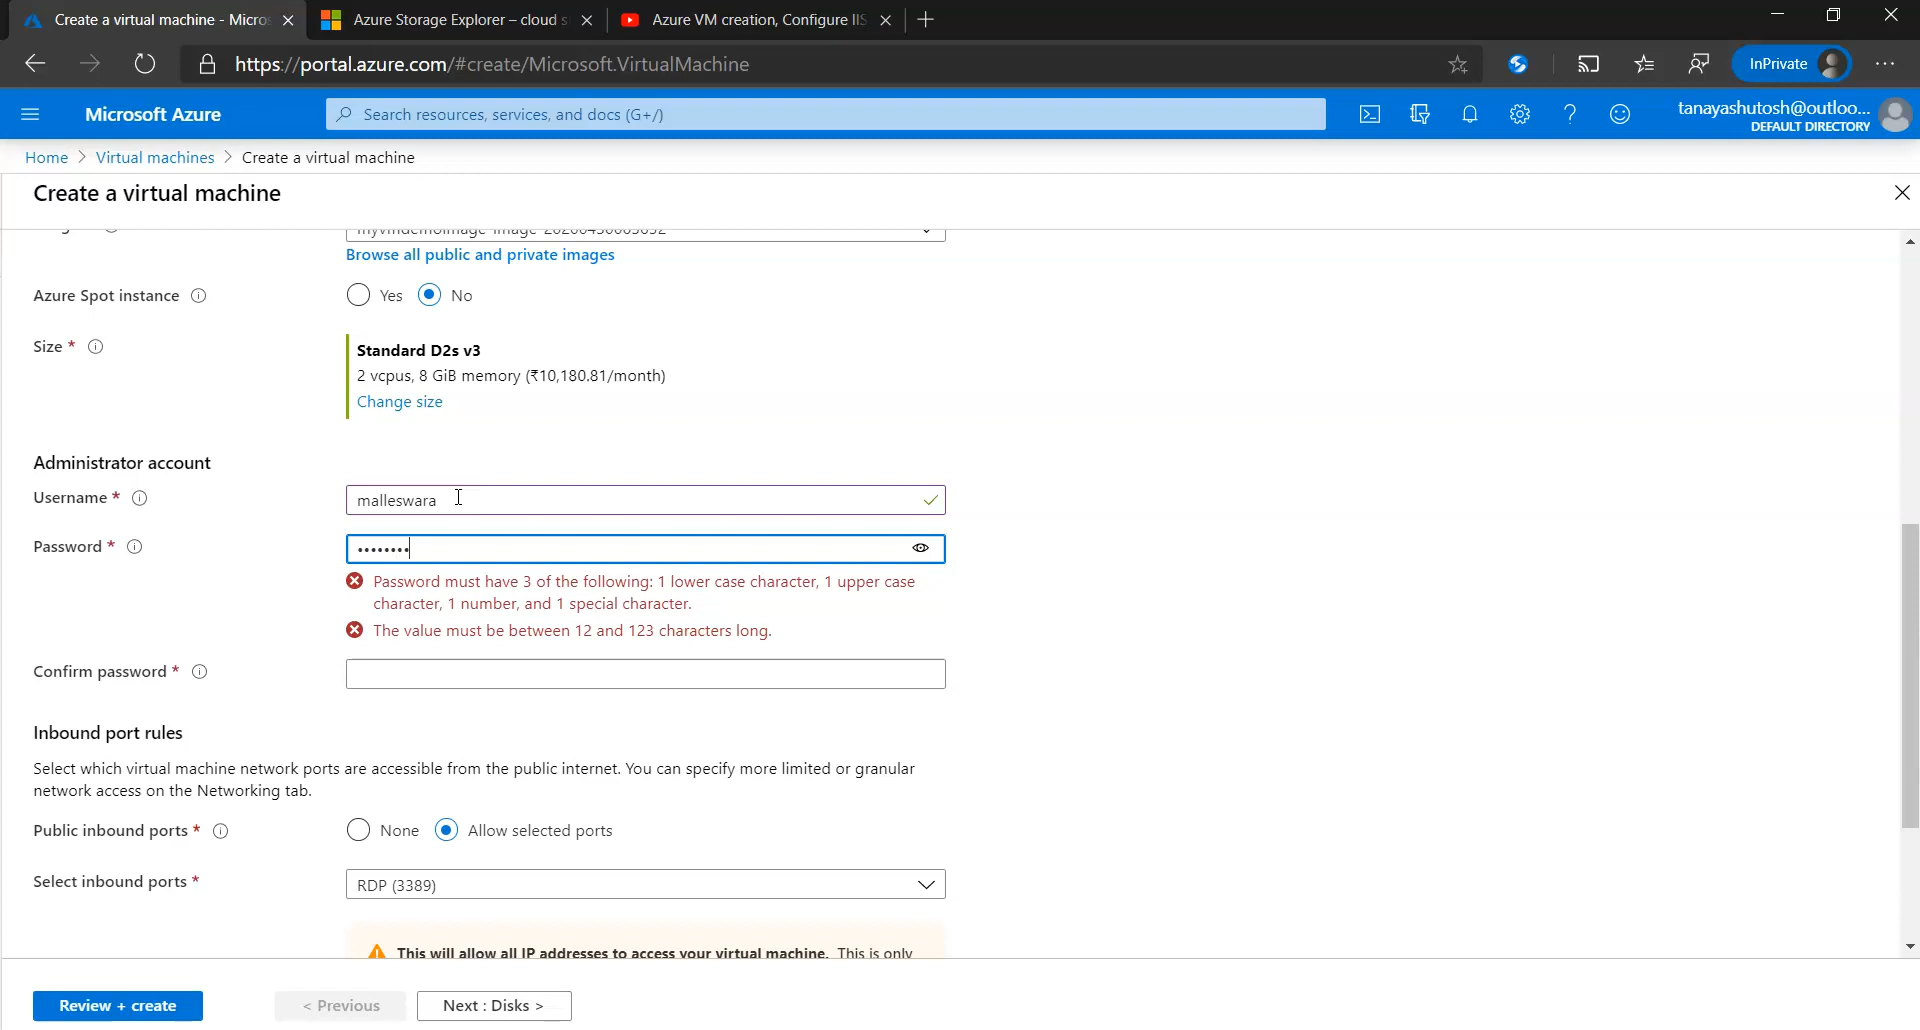 Create a virtual machine - Micros
Azure Storage Explorer – cloud s
Azure VM creation, Configure IIS
https://portal.azure.com/#create/Microsoft.VirtualMachine
InPrivate
Microsoft Azure
Search resources, services, and docs (G+/)
tanayashutosh@outloo...
DEFAULT DIRECTORY
Home > Virtual machines > Create a virtual machine
Create a virtual machine
Browse all public and private images
Azure Spot instance
Yes No
Size *
Standard D2s v3
2 vcpus, 8 GiB memory (₹10,180.81/month)
Change size
Administrator account
Username *
malleswara
Password *
••••••••
Password must have 3 of the following: 1 lower case character, 1 upper case
character, 1 number, and 1 special character.
The value must be between 12 and 123 characters long.
Confirm password *
Inbound port rules
Select which virtual machine network ports are accessible from the public internet. You can specify more limited or granular
network access on the Networking tab.
Public inbound ports *
None Allow selected ports
Select inbound ports *
RDP (3389)
This will allow all IP addresses to access your virtual machine. This is only
Review + create
< Previous
Next : Disks >